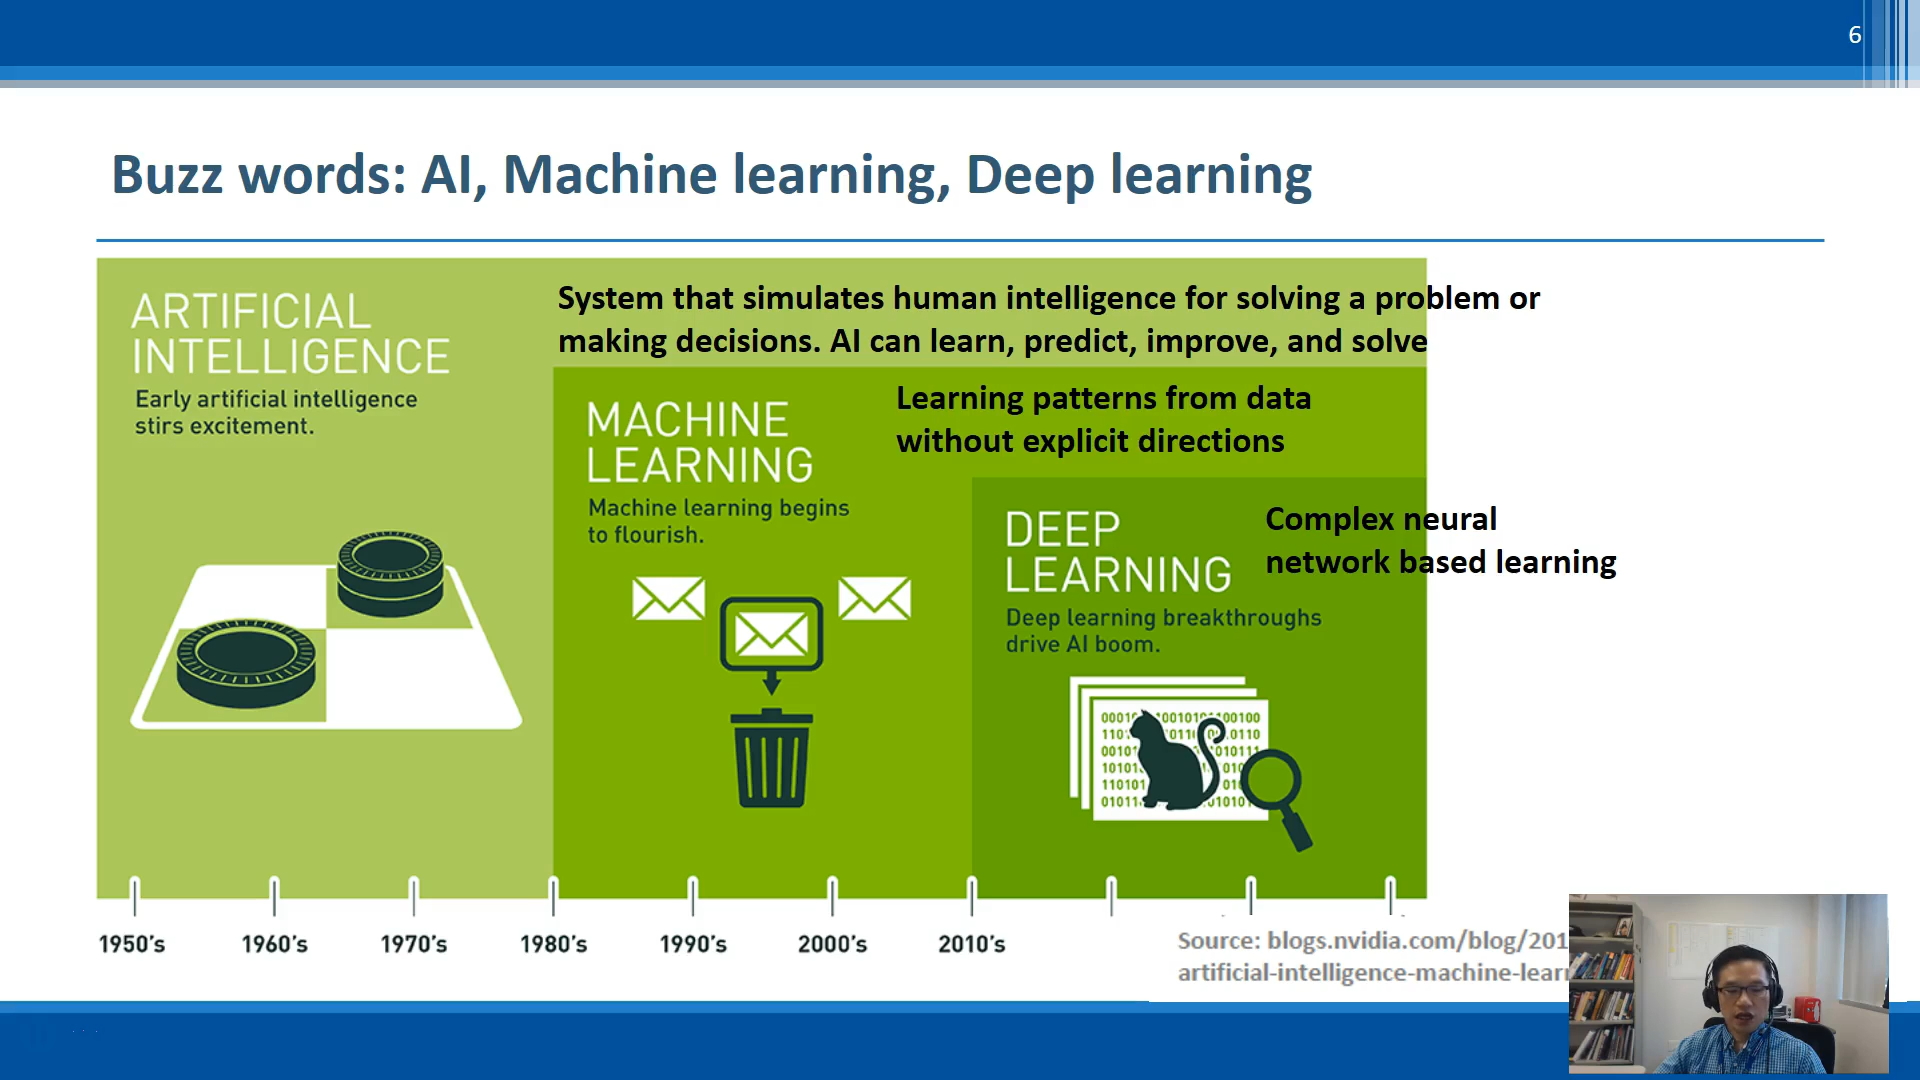 6
Buzz words: AI, Machine learning, Deep learning
ARTIFICIAL
INTELLIGENCE
Early artificial intelligence
stirs excitement.
System that simulates human intelligence for solving a problem or
making decisions. AI can learn, predict, improve, and solve
MACHINE
LEARNING
Machine learning begins
to flourish.
Learning patterns from data
without explicit directions
DEEP
LEARNING
Deep learning breakthroughs
drive AI boom.
Complex neural
network based learning
1950's 1960's 1970's 1980's 1990's 2000's 2010's
Source: blogs.nvidia.com/blog/201
artificial-intelligence-machine-lear